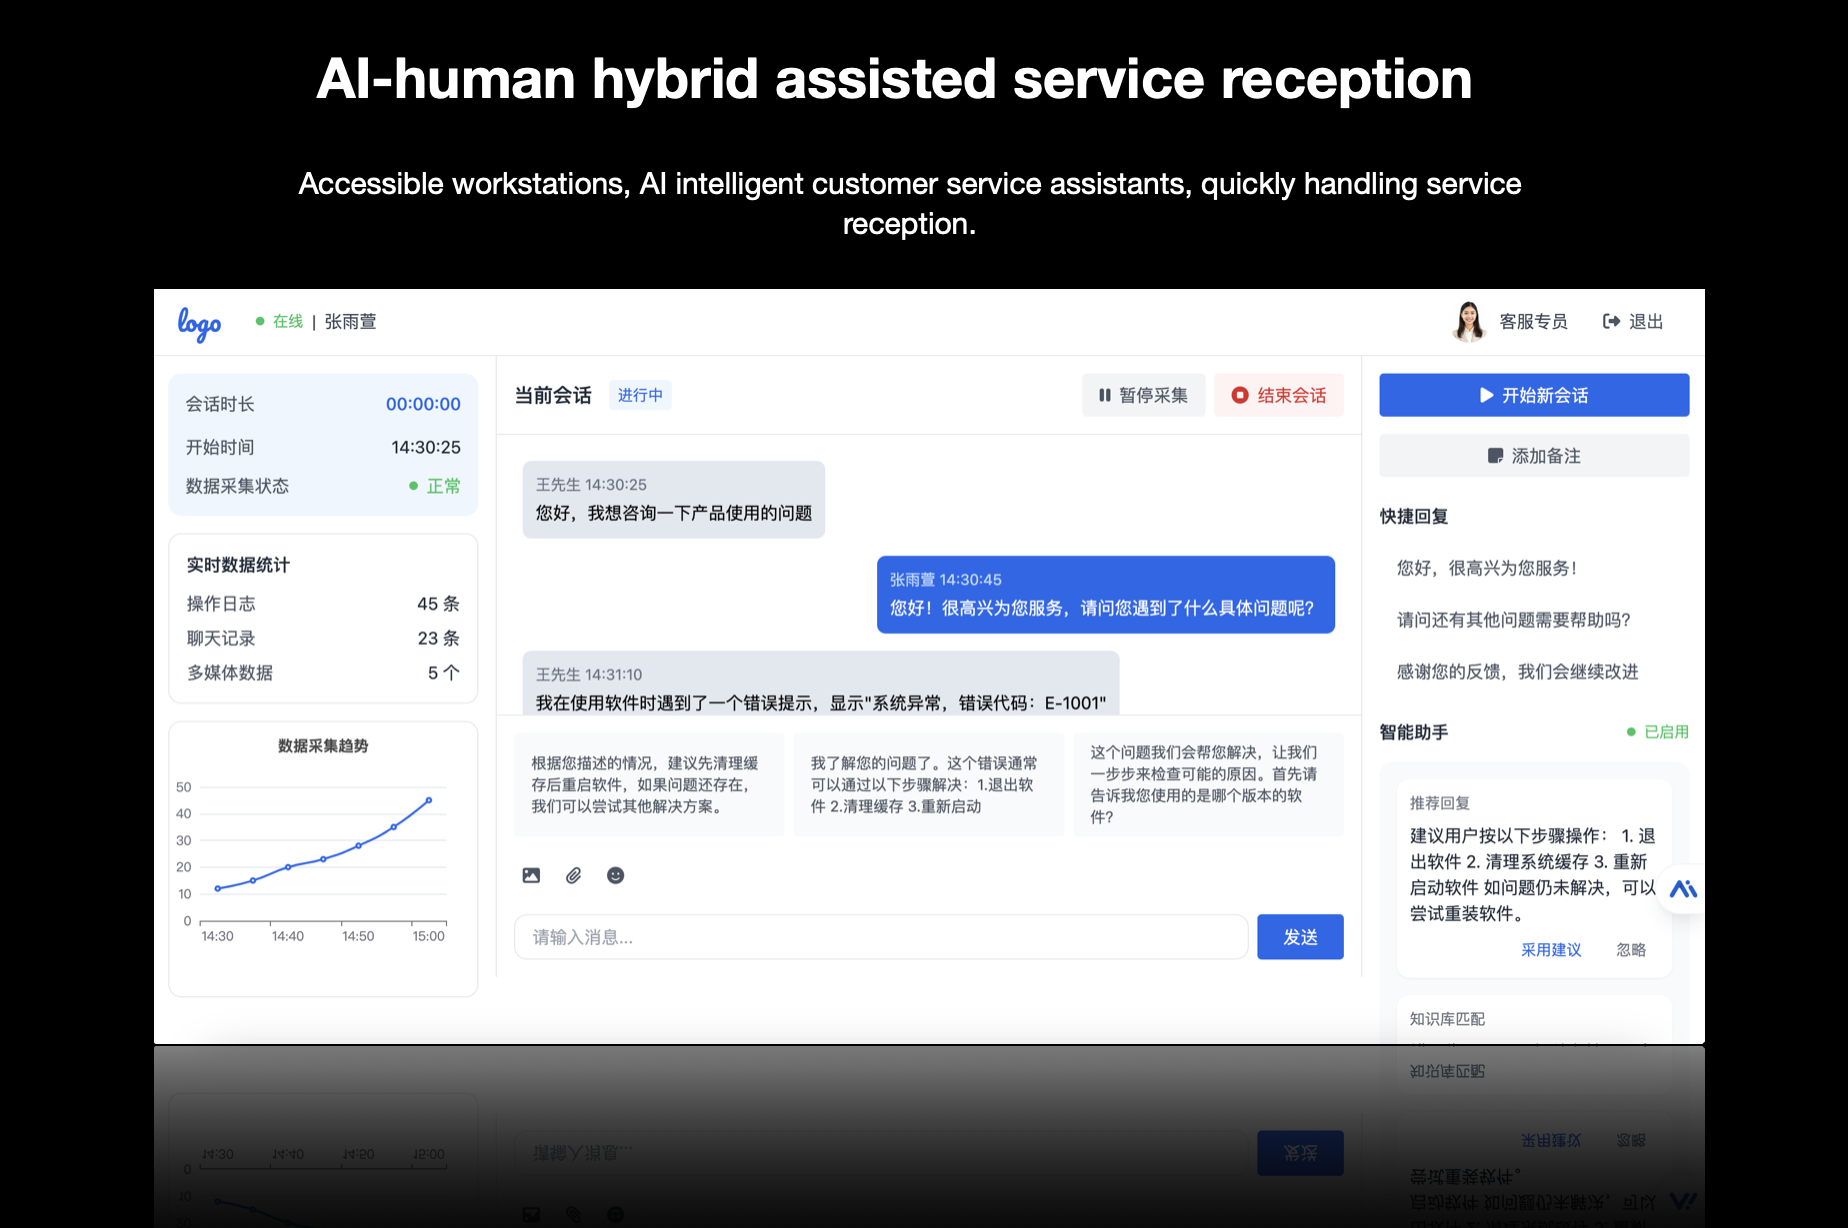 AI-human hybrid assisted service reception
Accessible workstations, AI intelligent customer service assistants, quickly handling service
reception.
logo
在线 | 张雨萱
客服专员
退出
会话时长 00:00:00
开始时间 14:30:25
数据采集状态 正常
实时数据统计
操作日志 45 条
聊天记录 23 条
多媒体数据 5 个
数据采集趋势
50
40
30
20
10
0
14:30 14:40 14:50 15:00
当前会话 进行中
暂停采集
结束会话
王先生 14:30:25
您好，我想咨询一下产品使用的问题
张雨萱 14:30:45
您好！很高兴为您服务，请问您遇到了什么具体问题呢?
王先生 14:31:10
我在使用软件时遇到了一个错误提示，显示"系统异常，错误代码：E-1001"
根据您描述的情况，建议先清理缓
存后重启软件，如果问题还存在，
我们可以尝试其他解决方案。
我了解您的问题了。这个错误通常
可以通过以下步骤解决：1.退出软
件 2.清理缓存 3.重新启动
这个问题我们会帮您解决，让我们
一步步来检查可能的原因。首先请
告诉我您使用的是哪个版本的软
件?
请输入消息...
发送
开始新会话
添加备注
快捷回复
您好，很高兴为您服务！
请问还有其他问题需要帮助吗?
感谢您的反馈，我们会继续改进
智能助手 已启用
推荐回复
建议用户按以下步骤操作： 1. 退
出软件 2. 清理系统缓存 3. 重新
启动软件 如问题仍未解决，可以
尝试重装软件。
采用建议 忽略
知识库匹配